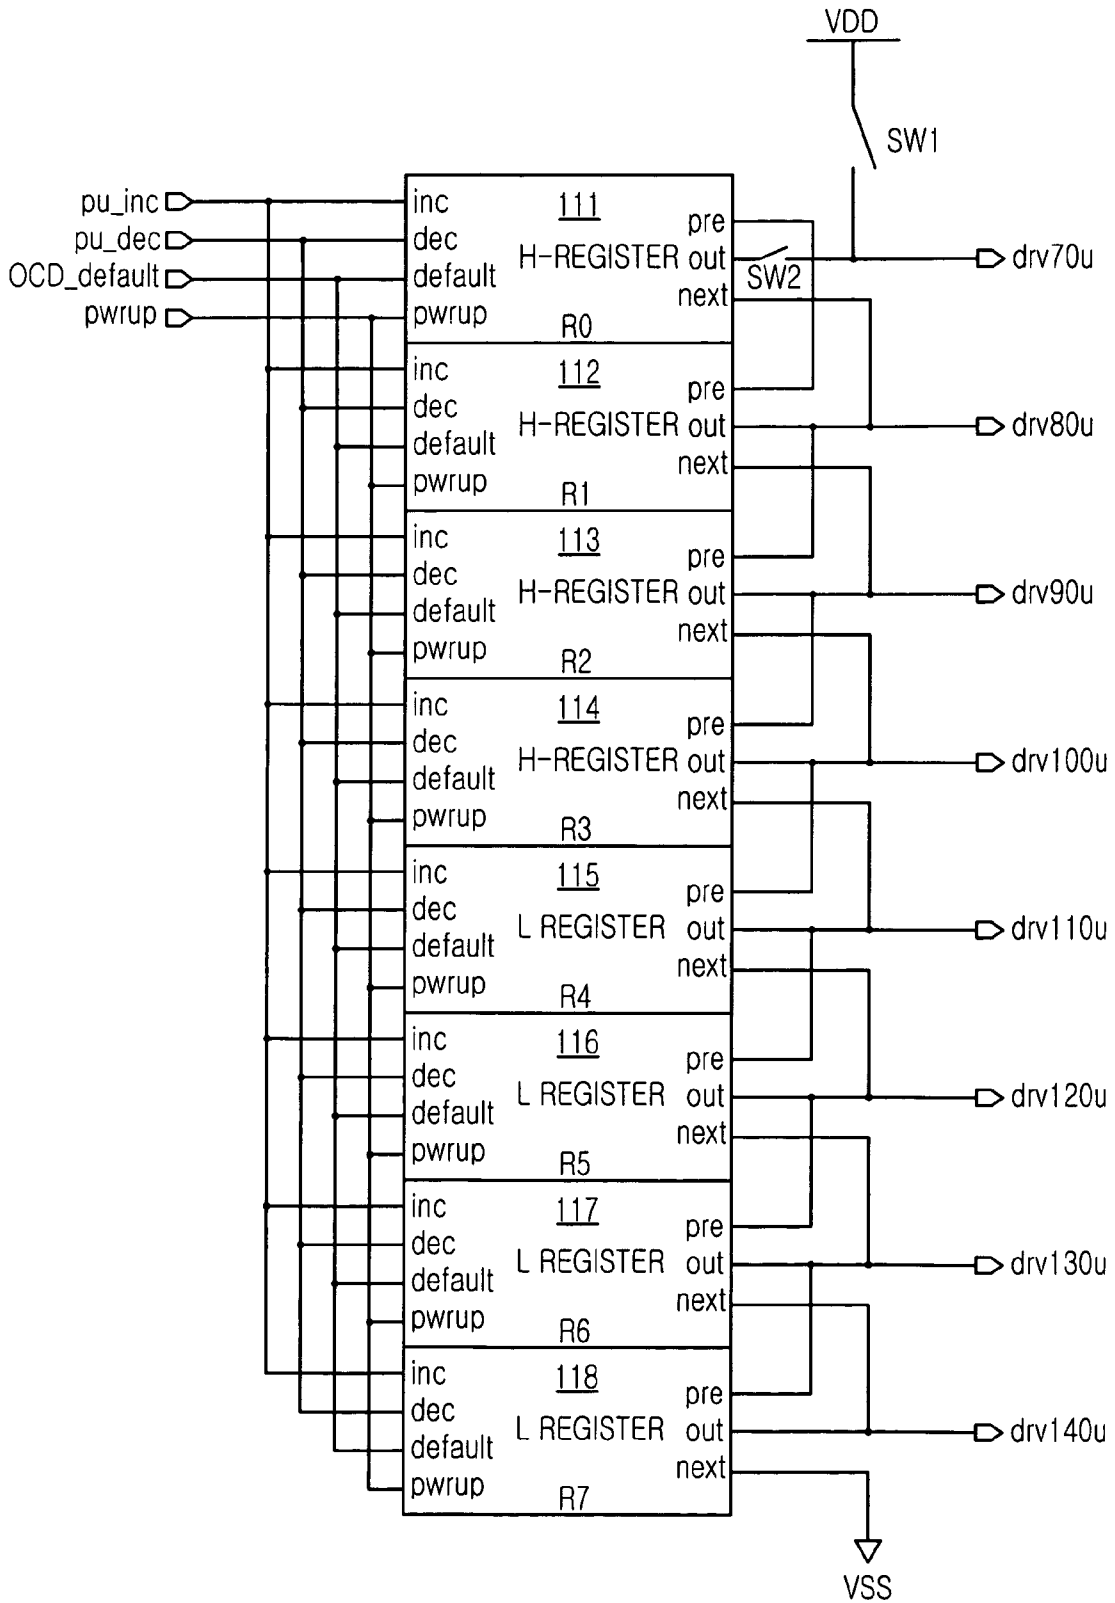 VDD
SW1
pu_inc
pu_dec
OCD_default
pwrup
inc 111 pre
dec H-REGISTER out SW2 drv70u
default next
pwrup R0
inc 112 pre
dec H-REGISTER out drv80u
default next
pwrup R1
inc 113 pre
dec H-REGISTER out drv90u
default next
pwrup R2
inc 114 pre
dec H-REGISTER out drv100u
default next
pwrup R3
inc 115 pre
dec L REGISTER out drv110u
default next
pwrup R4
inc 116 pre
dec L REGISTER out drv120u
default next
pwrup R5
inc 117 pre
dec L REGISTER out drv130u
default next
pwrup R6
inc 118 pre
dec L REGISTER out drv140u
default next
pwrup R7
VSS